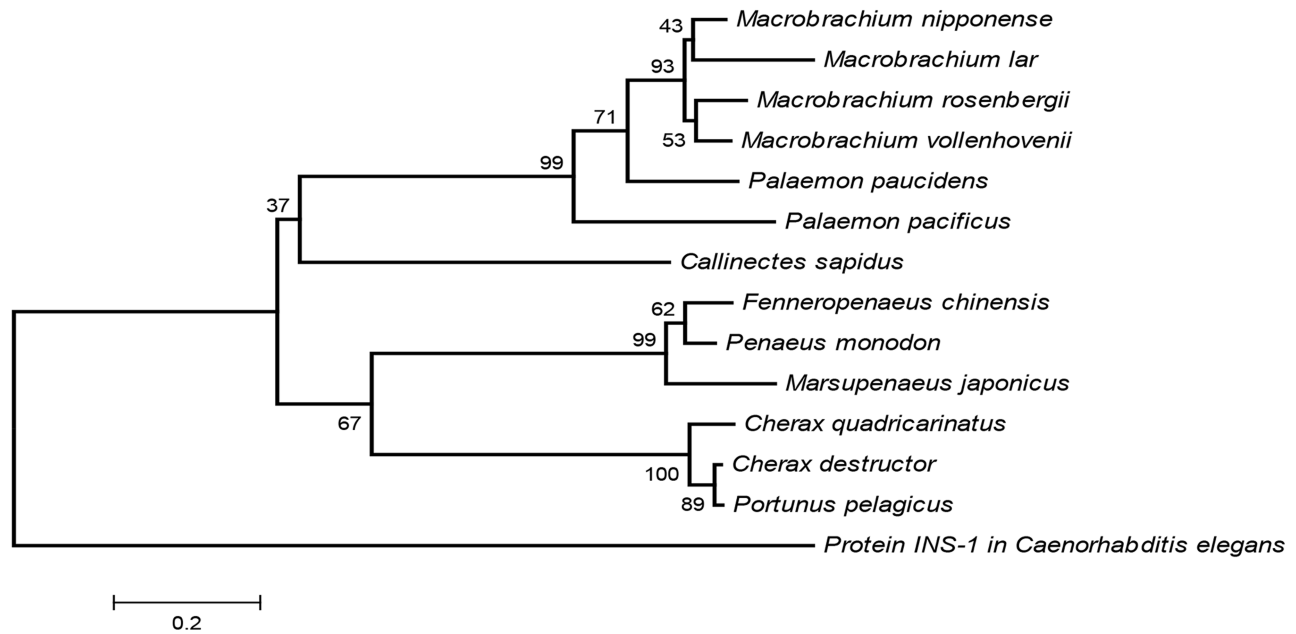 43
Macrobrachium nipponense
Macrobrachium lar
93
Macrobrachium rosenbergii
71
53
Macrobrachium vollenhovenii
99
Palaemon paucidens
37
Palaemon pacificus
Callinectes sapidus
62
Fenneropenaeus chinensis
99
Penaeus monodon
Marsupenaeus japonicus
67
Cherax quadricarinatus
100
Cherax destructor
89
Portunus pelagicus
Protein INS-1 in Caenorhabditis elegans
0.2